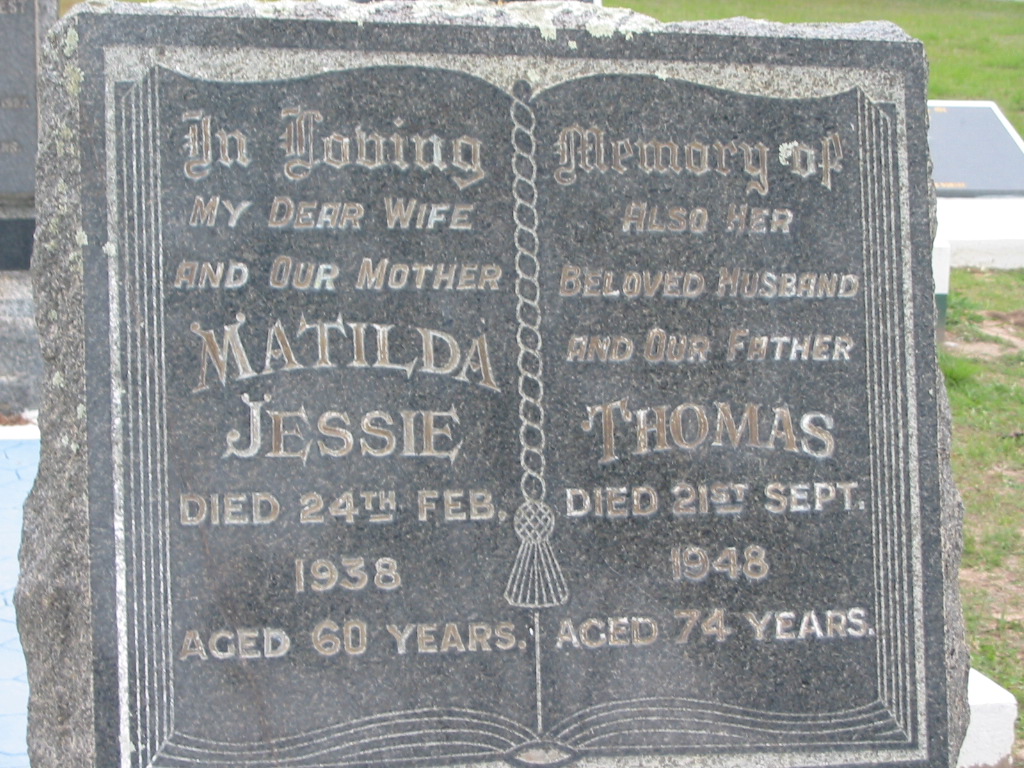 In Loving
My Dear Wife
and Our Mother
Matilda
Jessie
Died 24th Feb.
1938
Aged 60 Years.
Memory of
Also Her
Beloved Husband
and Our Father
Thomas
Died 21st Sept.
1948
Aged 74 Years.